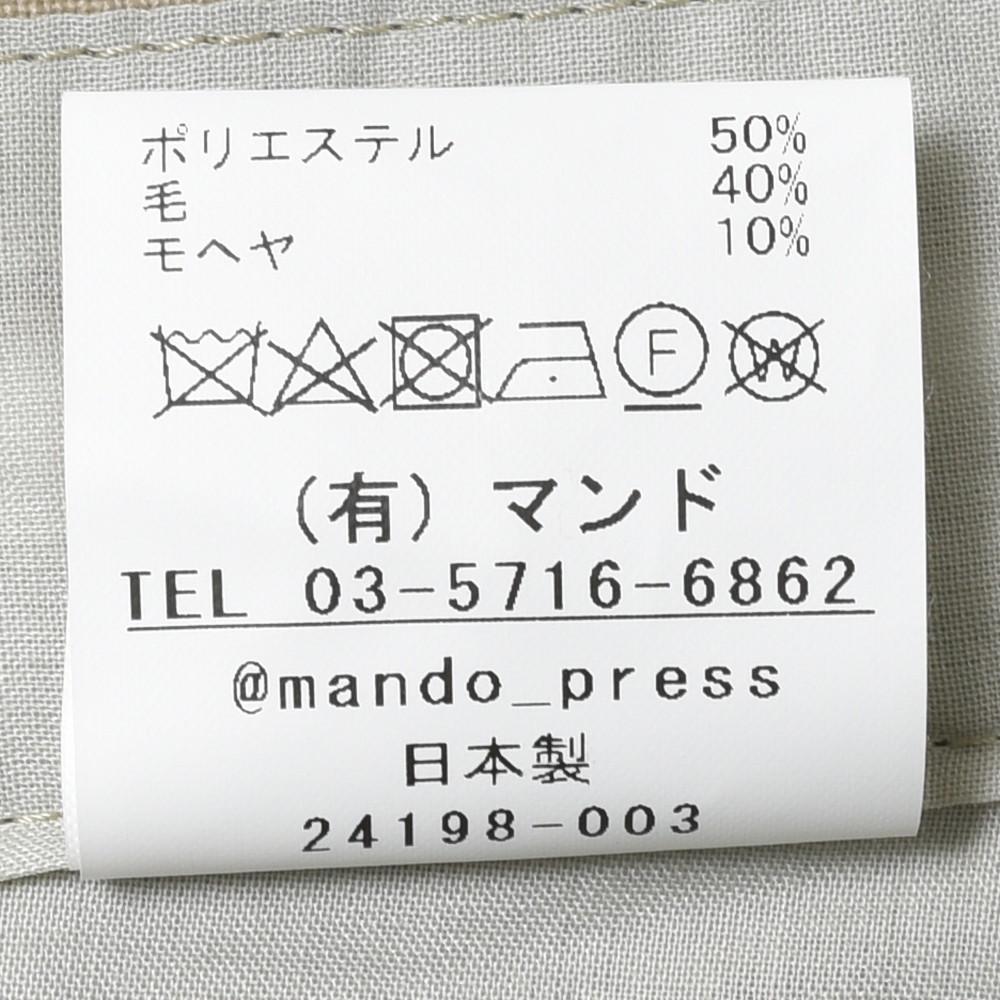 ポリエステル 50%
毛 40%
モヘヤ 10%
F W
(有) マンド
TEL 03-5716-6862
@mando_press
日本製
24198-003